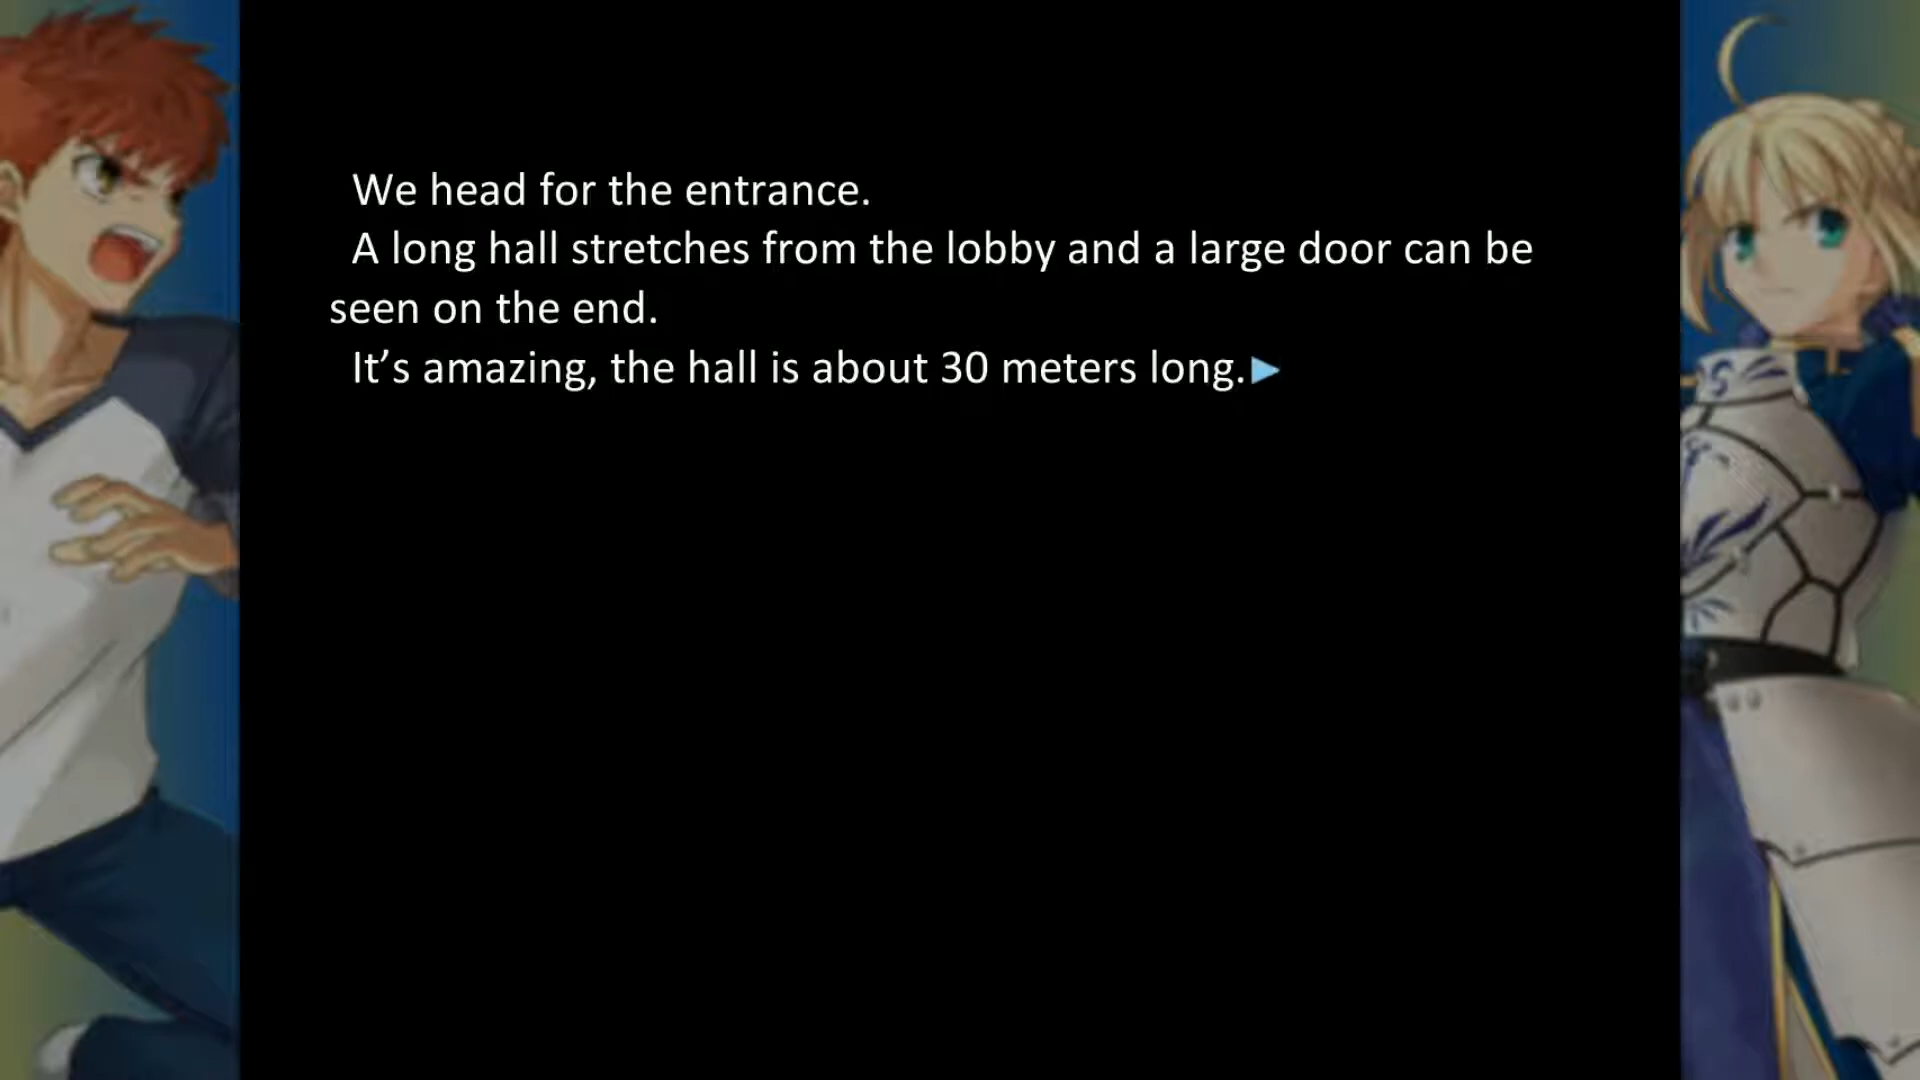 We head for the entrance.
A long hall stretches from the lobby and a large door can be
seen on the end.
It’s amazing, the hall is about 30 meters long.